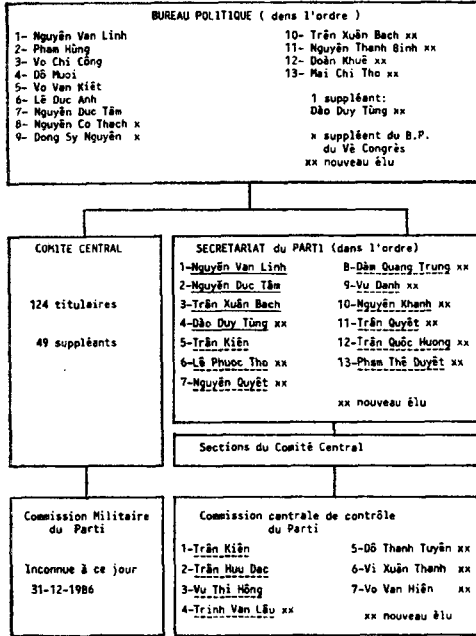 BUREAU POLITIQUE ( dans l'ordre )
1- Nguyên Van Linh
2- Pham Hùng
3- Vo Chi Công
4- Dô Muoi
5- Vo Van Kiêt
6- Lê Duc Anh
7- Nguyên Duc Tâm
8- Nguyên Co Thach x
9- Dong Sy Nguyên x
10- Trân Xuân Bach xx
11- Nguyên Thanh Binh xx
12- Doàn Khuê xx
13- Mai Chi Tho xx
1 suppléant:
Dào Duy Tùng xx
x suppléant du B.P.
du Vè Congrès
xx nouveau élu
COMITE CENTRAL
124 titulaires
49 suppléants
SECRETARIAT du PARTI (dans l'ordre)
1-Nguyên Van Linh
2-Nguyên Duc Tâm
3-Trân Xuân Bach
4-Dào Duy Tùng xx
5-Trân Kiên
6-Lê Phuoc Tho xx
7-Nguyên Quyêt xx
8-Dàm Quang Trung xx
9-Vu Danh xx
10-Nguyên Khanh xx
11-Trân Quyêt xx
12-Trân Quôc Huong xx
13-Pham Thê Duyêt xx
xx nouveau élu
Sections du Comité Central
Commission Militaire
du Parti
Inconnue à ce jour
31-12-1986
Commission centrale de contrôle
du Parti
1-Trân Kiên
2-Trân Huu Dac
3-Vu Thi Hông
4-Trinh Van Lâu xx
5-Dô Thanh Tuyên xx
6-Vi Xuân Thanh xx
7-Vo Van Hiên xx
xx nouveau élu